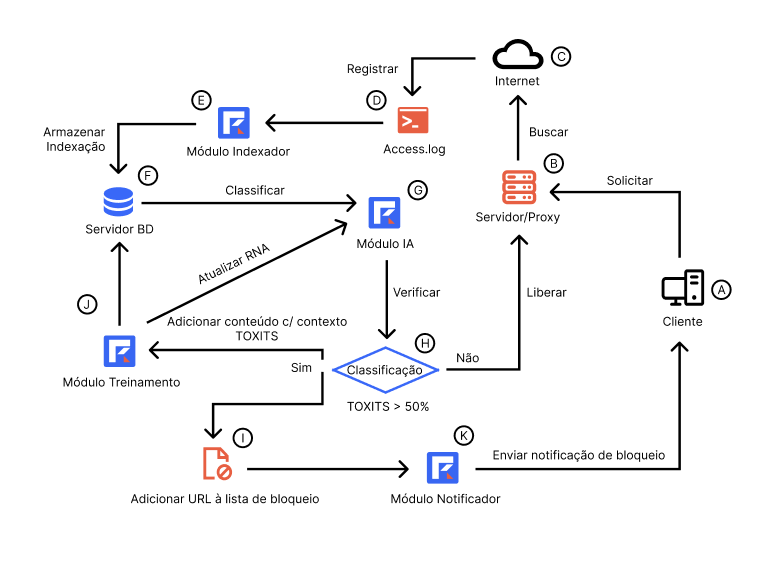 C
Internet
Registrar
E
D
Armazenar
Indexação
Módulo Indexador
Access.log
Buscar
B
F
Classificar
G
Solicitar
Servidor/Proxy
Servidor BD
Módulo IA
Atualizar RNA
A
J
Verificar
Liberar
Cliente
Adicionar conteúdo c/ contexto
TOXITS
H
Não
Sim
Classificação
Módulo Treinamento
TOXITS > 50%
I
K
Enviar notificação de bloqueio
Adicionar URL à lista de bloqueio
Módulo Notificador